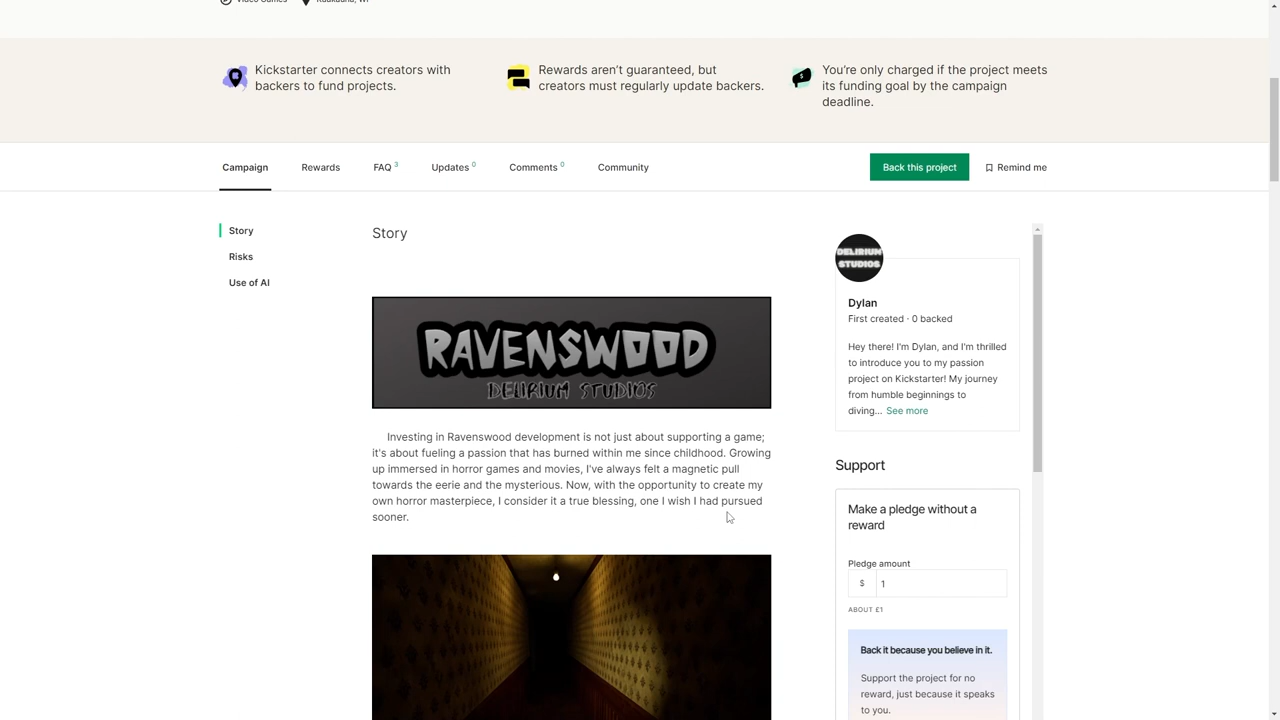 Video Games Kaukauna, WI
Kickstarter connects creators with
backers to fund projects.
Rewards aren't guaranteed, but
creators must regularly update backers.
You're only charged if the project meets
its funding goal by the campaign
deadline.
Campaign Rewards FAQ 3 Updates 0 Comments 0 Community Back this project Remind me
Story
Risks
Use of AI
Story
RAVENSWOOD
DELIRIUM STUDIOS
Investing in Ravenswood development is not just about supporting a game;
it's about fueling a passion that has burned within me since childhood. Growing
up immersed in horror games and movies, I've always felt a magnetic pull
towards the eerie and the mysterious. Now, with the opportunity to create my
own horror masterpiece, I consider it a true blessing, one I wish I had pursued
sooner.
DELIRIUM
STUDIOS
Dylan
First created · 0 backed
Hey there! I'm Dylan, and I'm thrilled
to introduce you to my passion
project on Kickstarter! My journey
from humble beginnings to
diving... See more
Support
Make a pledge without a
reward
Pledge amount
$ 1
ABOUT £1
Back it because you believe in it.
Support the project for no
reward, just because it speaks
to you.